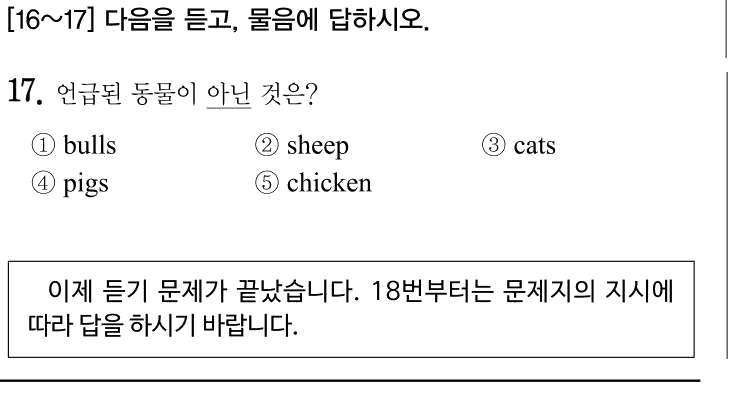 [16～17] 다음을 듣고, 물음에 답하시오.
17. 언급된 동물이 아닌 것은?
① bulls ② sheep ③ cats
④ pigs ⑤ chicken
이제 듣기 문제가 끝났습니다. 18번부터는 문제지의 지시에
따라 답을 하시기 바랍니다.